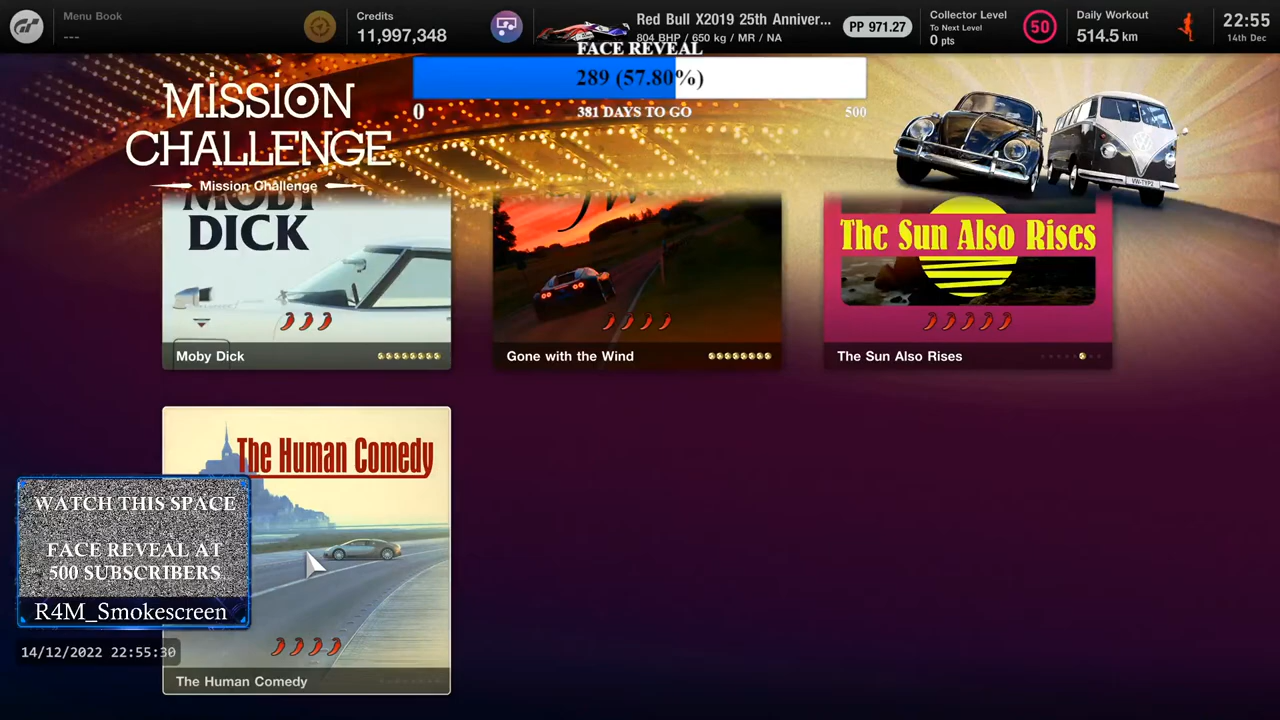 Menu Book
---
Credits
11,997,348
Red Bull X2019 25th Anniver...
804 BHP / 650 kg / MR / NA
PP 971.27
Collector Level
To Next Level
0 pts
50
Daily Workout
514.5 km
22:55
14th Dec
FACE REVEAL
289 (57.80%)
0
381 DAYS TO GO
500
MISSION
CHALLENGE
Mission Challenge
VW-TYP2
MOBY
DICK
Moby Dick
Gone with the Wind
The Sun Also Rises
The Sun Also Rises
The Human Comedy
WATCH THIS SPACE
FACE REVEAL AT
500 SUBSCRIBERS
R4M_Smokescreen
14/12/2022 22:55:30
The Human Comedy